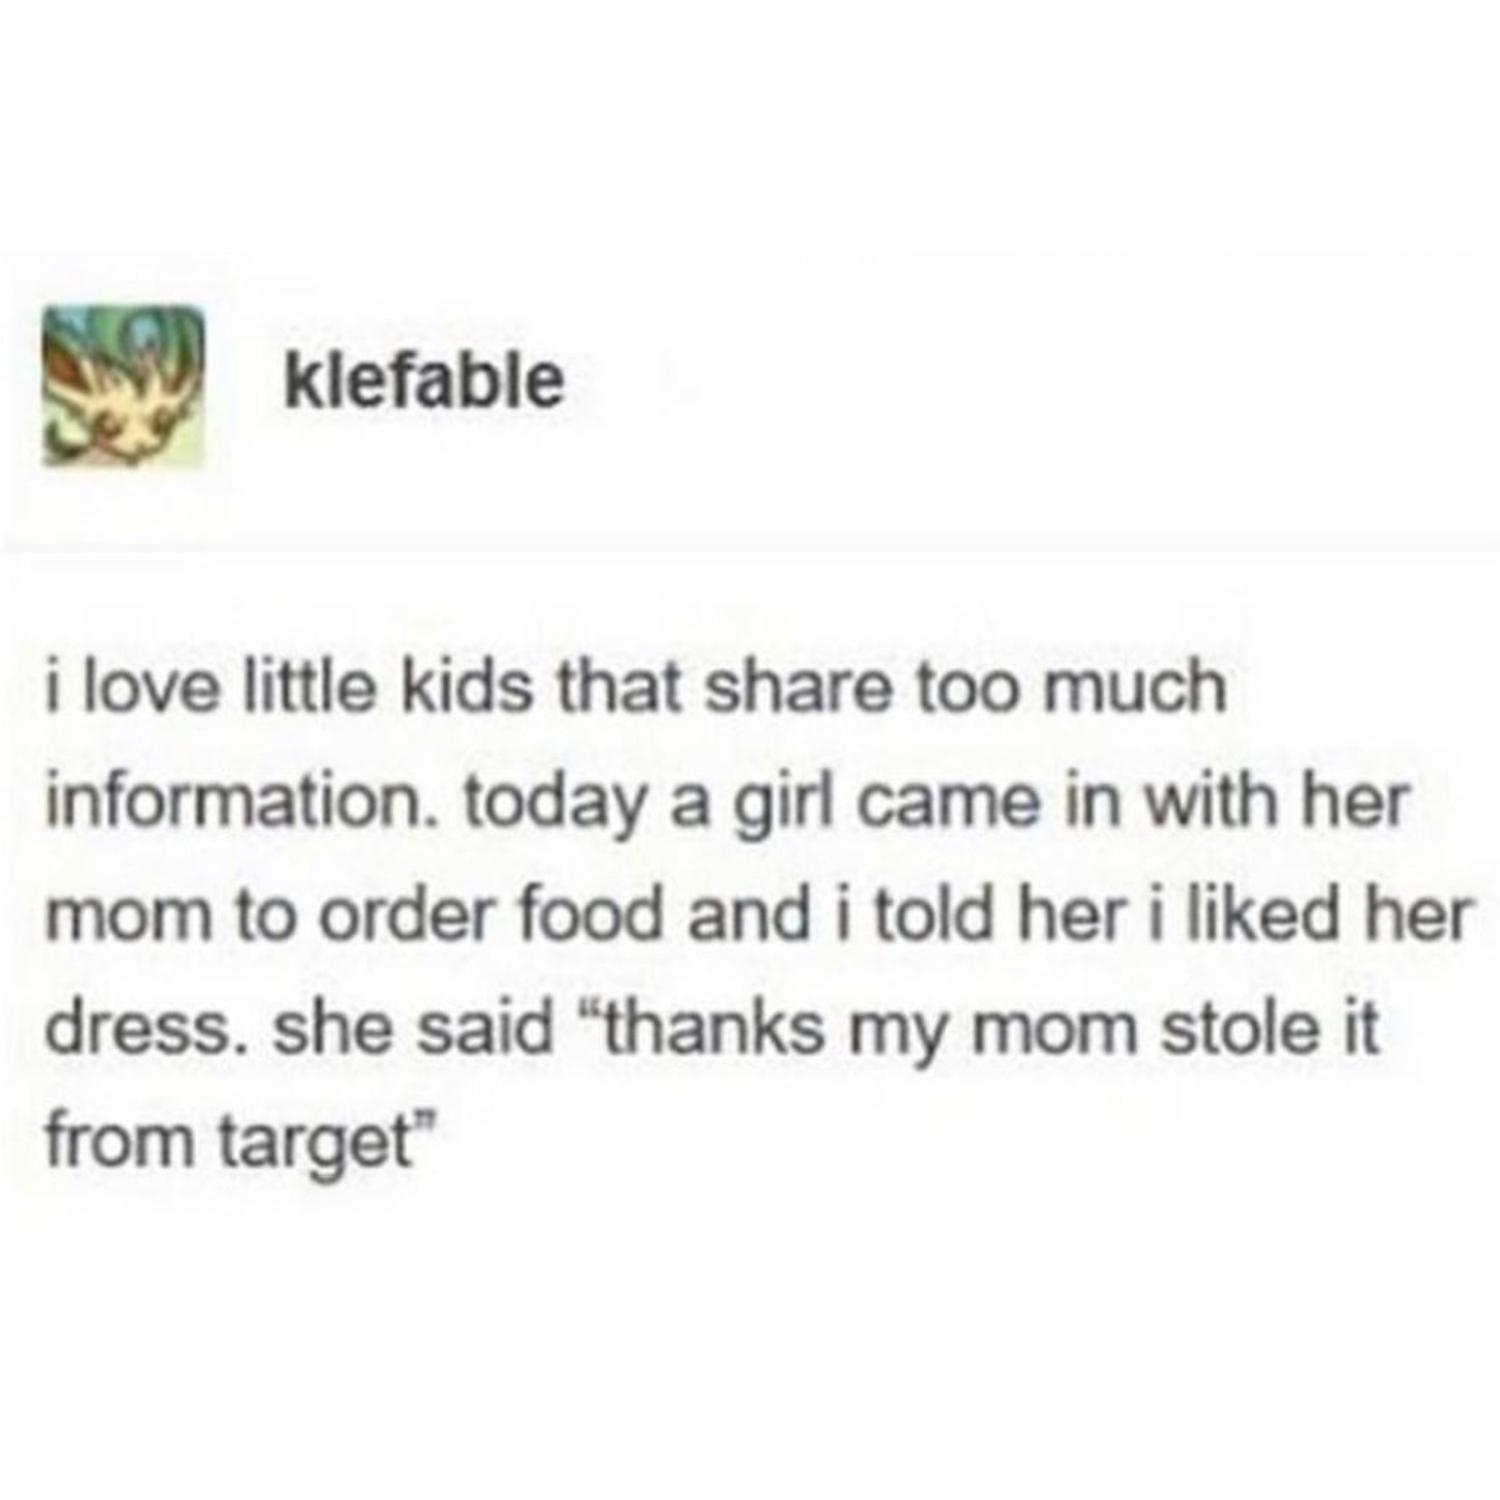 klefable
i love little kids that share too much
information. today a girl came in with her
mom to order food and i told her i liked her
dress. she said “thanks my mom stole it
from target”